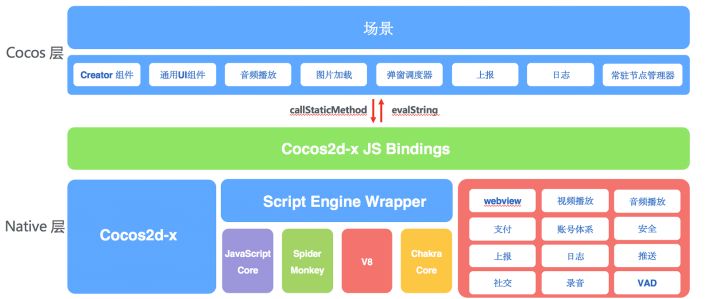 场景
Cocos 层
Creator 组件
通用UI组件
音频播放
图片加载
弹窗调度器
上报
日志
常驻节点管理器
callStaticMethod
evalString
Cocos2d-x JS Bindings
Native 层
Cocos2d-x
Script Engine Wrapper
JavaScript
Core
Spider
Monkey
V8
Chakra
Core
webview
视频播放
音频播放
支付
账号体系
安全
上报
日志
推送
社交
录音
VAD